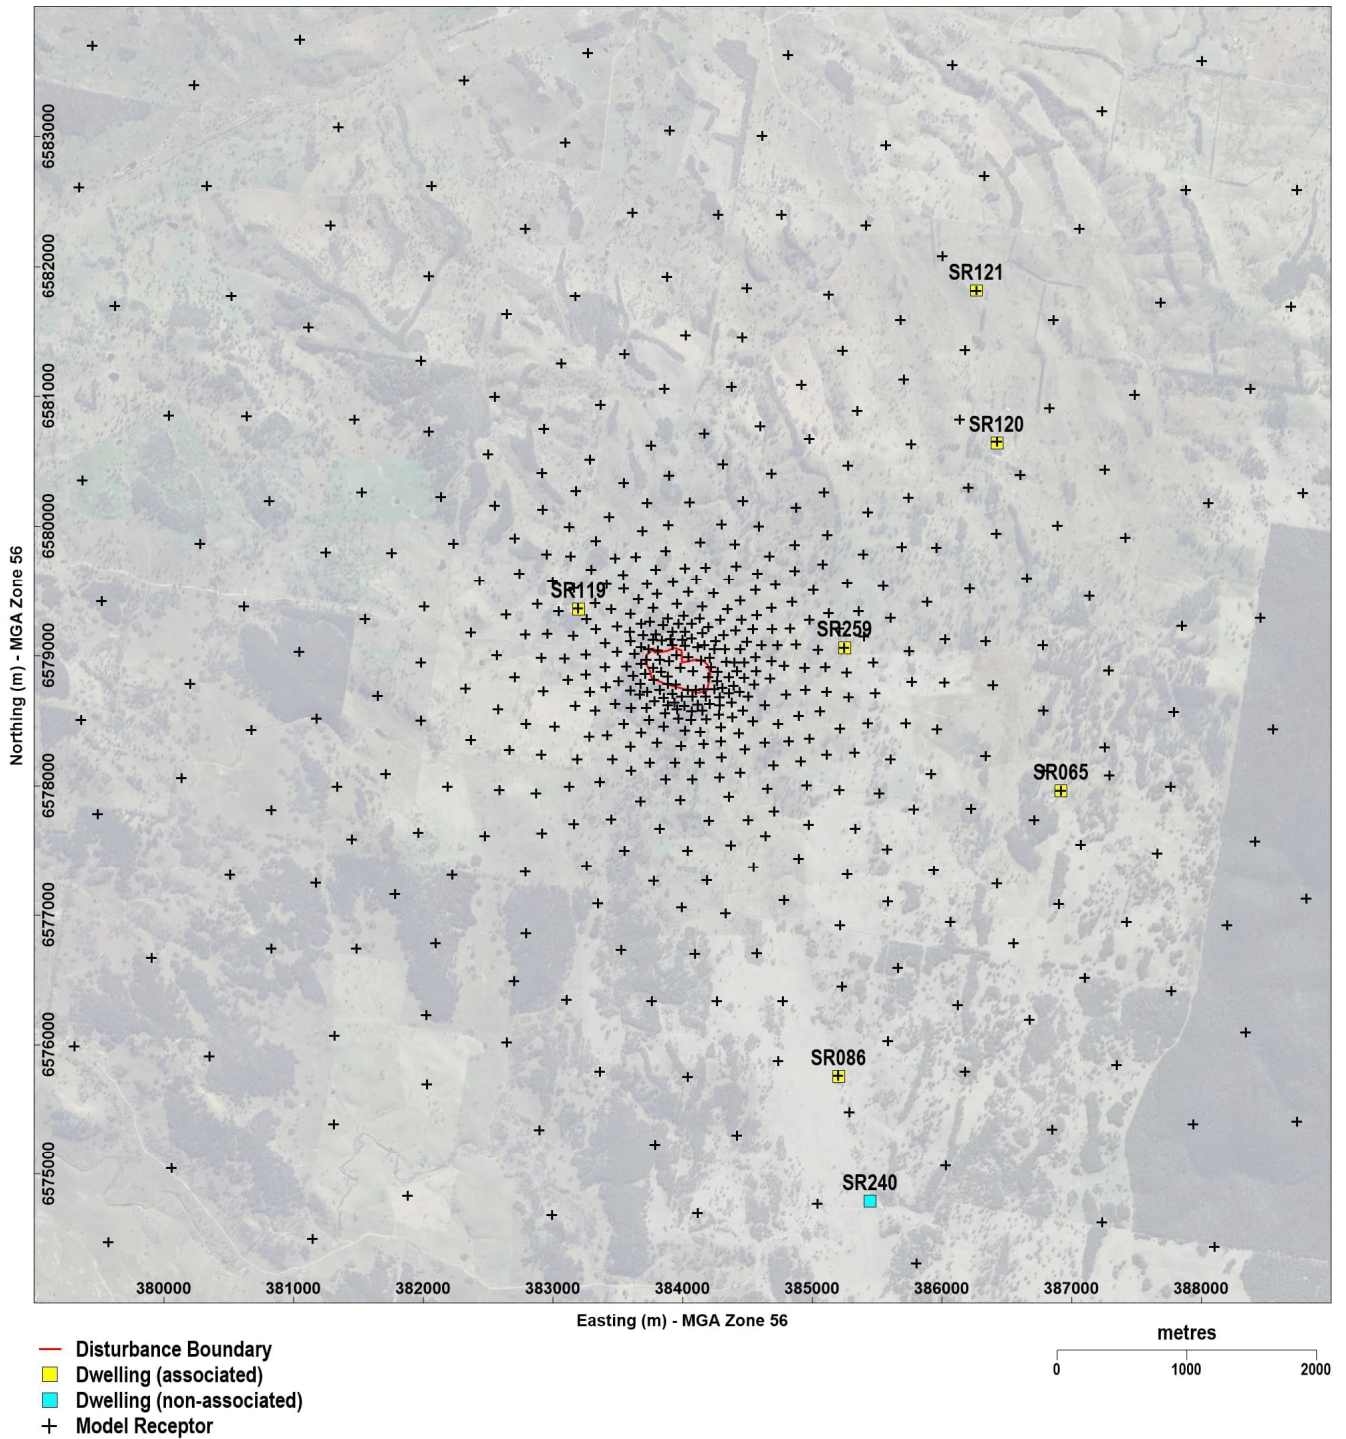 SR121
SR120
SR119
SR259
SR065
SR086
SR240
6583000
6582000
6581000
6580000
6579000
6578000
6577000
6576000
6575000
Northing (m) - MGA Zone 56
380000 381000 382000 383000 384000 385000 386000 387000 388000
Easting (m) - MGA Zone 56
Disturbance Boundary
Dwelling (associated)
Dwelling (non-associated)
Model Receptor
metres
0 1000 2000